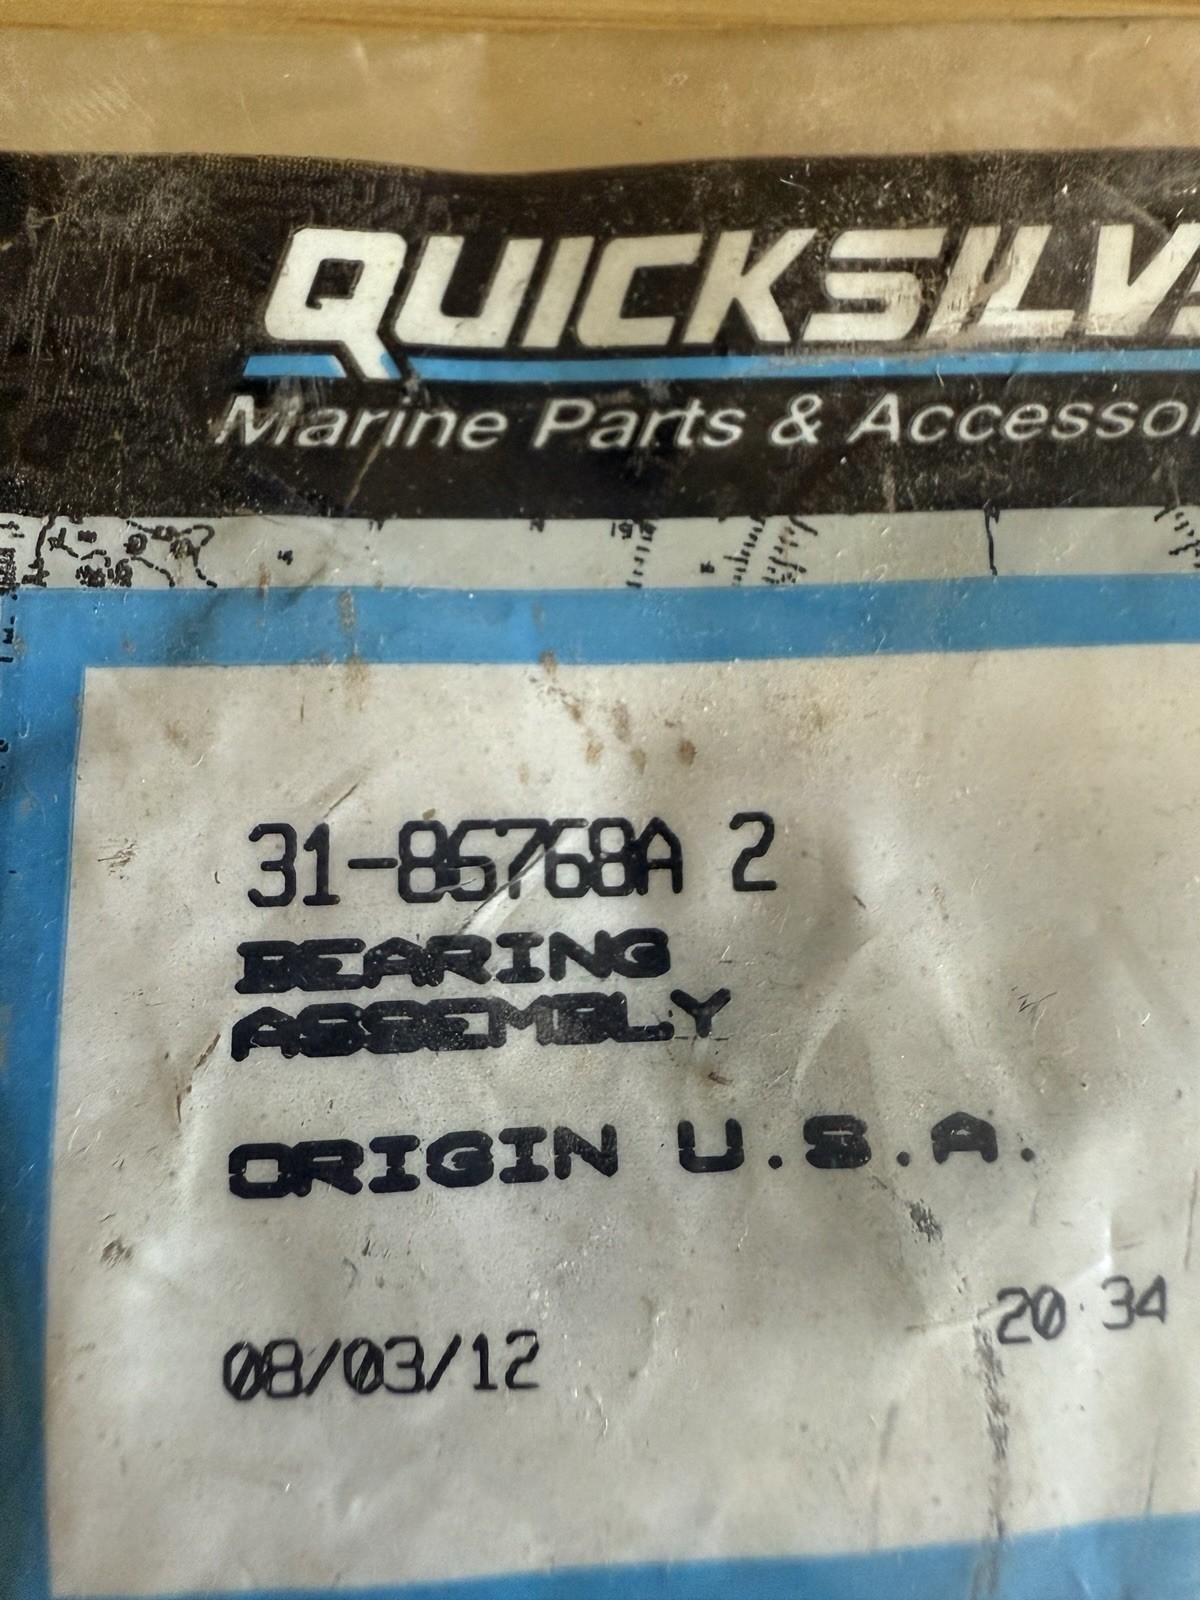 QUICKSILV
Marine Parts & Accessor
31-85768A 2
BEARING
ASSEMBLY
ORIGIN U.S.A.
20 34
08/03/12